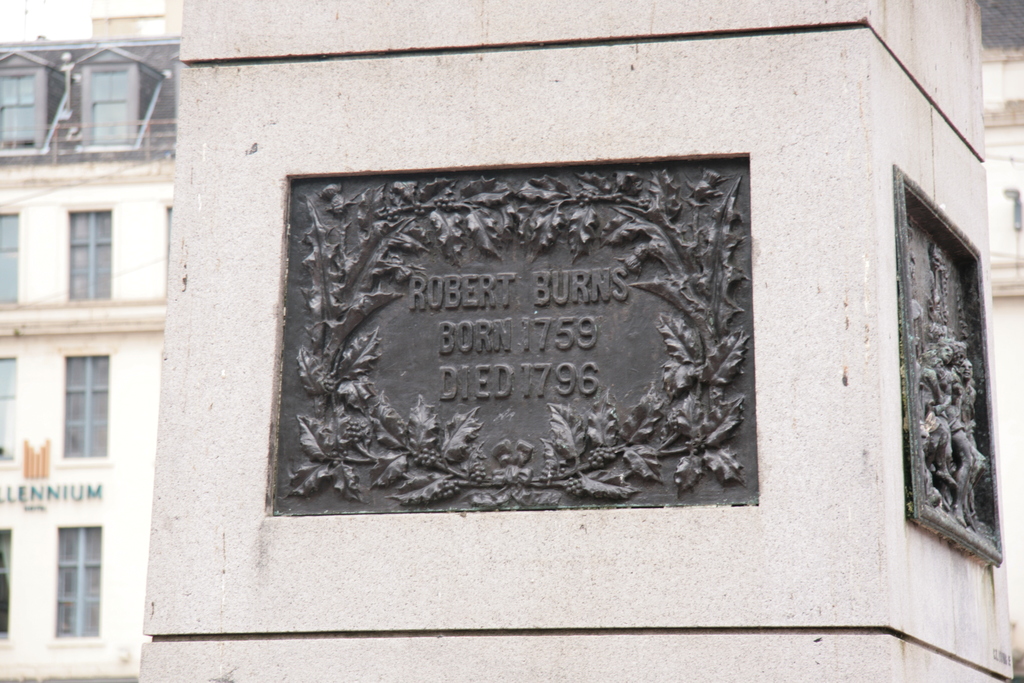 ROBERT BURNS
BORN 1759
DIED 1796
LLENNIUM